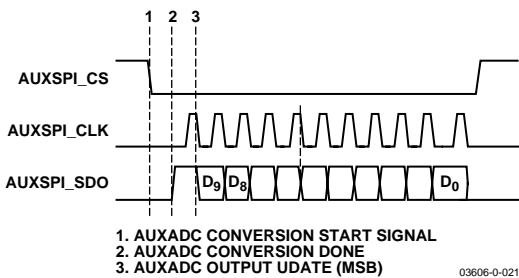 1 2 3
AUXSPI_CS
AUXSPI_CLK
AUXSPI_SDO
D9 D8 D0
1. AUXADC CONVERSION START SIGNAL
2. AUXADC CONVERSION DONE
3. AUXADC OUTPUT UDATE (MSB)
03606-0-021